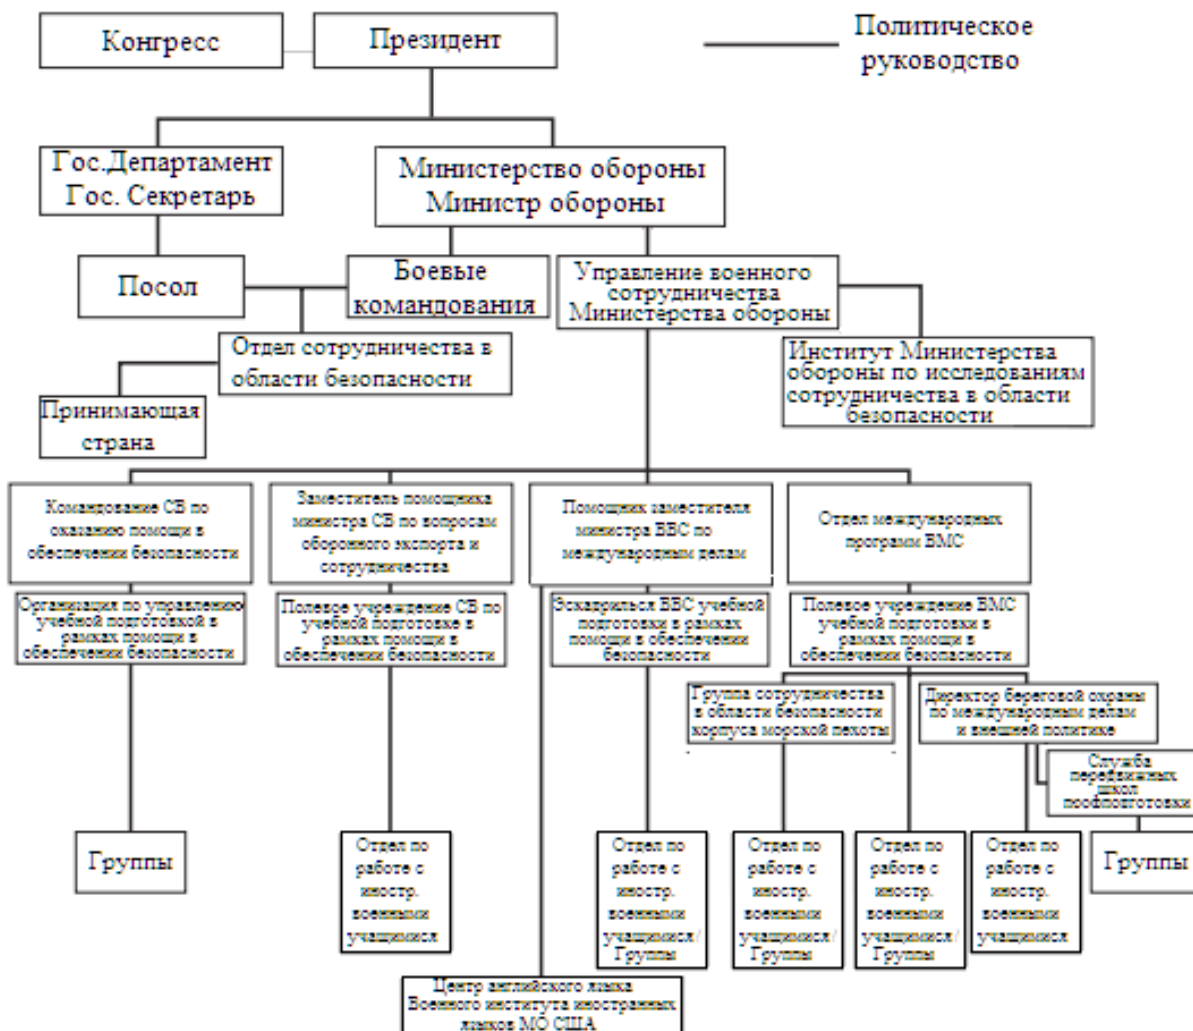 Конгресс
Президент
Политическое
руководство
Гос.Департамент
Гос. Секретарь
Министерство обороны
Министр обороны
Посол
Боевые
командования
Управление военного
сотрудничества
Министерства обороны
Отдел сотрудничества в
области безопасности
Институт Министерства
обороны по исследованиям
сотрудничества в области
безопасности
Принимающая
страна
Командование СВ по
оказанию помощи в
обеспечении безопасности
Заместитель помощника
министра СВ по вопросам
оборонного экспорта и
сотрудничества
Помощник заместителя
министра ВВС по
международным делам
Отдел международных
программ ВМС
Организация по управлению
учебной подготовкой в
рамках помощи в
обеспечении безопасности
Полевое учреждение СВ по
учебной подготовке в
рамках помощи в
обеспечении безопасности
Эскадрилься ВВС учебной
подготовки в рамках
помощи в обеспечении
безопасности
Полевое учреждение ВМС
учебной подготовки в
рамках помощи в
обеспечении безопасности
Группа сотрудничества
в области безопасности
корпуса морской пехоты
Директор береговой охраны
по международным делам
и внешней политике
Служба
передвижных
школ
профподготовки
Группы
Отдел по
работе с
иностр.
военными
учащимися
Отдел по
работе с
иностр.
военными
учащимися/
Группы
Отдел по
работе с
иностр.
военными
учащимися/
Группы
Отдел по
работе с
иностр.
военными
учащимися/
Группы
Отдел по
работе с
иностр.
военными
учащимися
Группы
Центр английского языка
Военного института иностранных
языков МО США